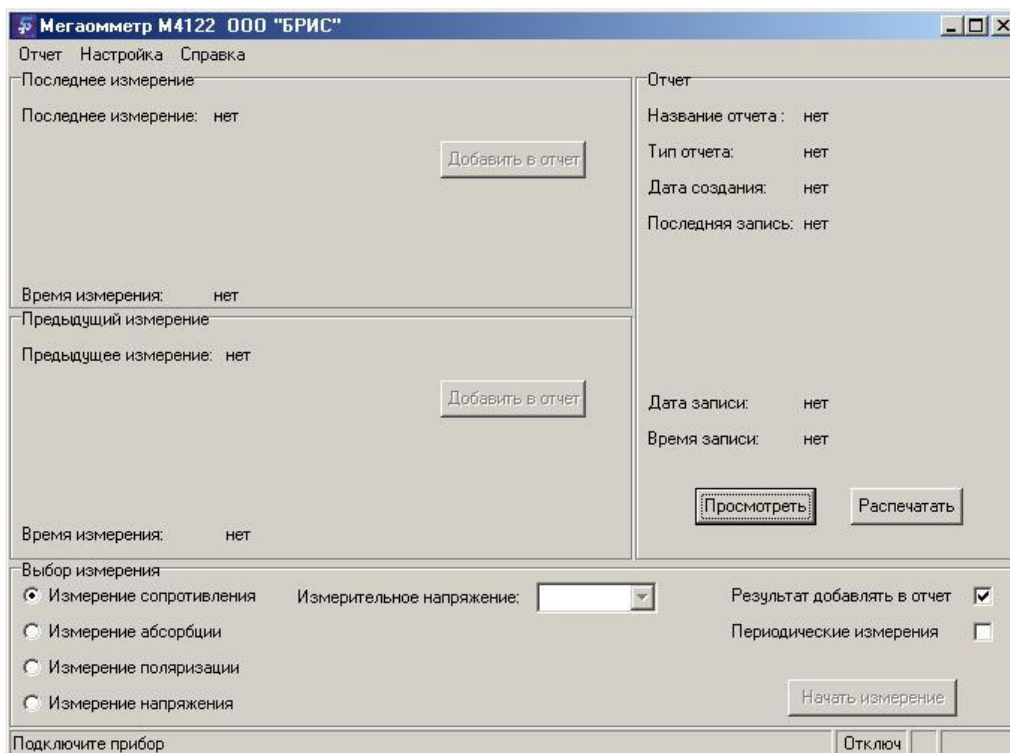 Мегаомметр М4122 ООО "БРИС"
Отчет Настройка Справка
Последнее измерение
Последнее измерение: нет
Добавить в отчет
Время измерения: нет
Предыдущий измерение
Предыдущее измерение: нет
Добавить в отчет
Время измерения: нет
Отчет
Название отчета : нет
Тип отчета: нет
Дата создания: нет
Последняя запись: нет
Дата записи: нет
Время записи: нет
Просмотреть Распечатать
Выбор измерения
Измерение сопротивления Измерительное напряжение: Результат добавлять в отчет
Измерение абсорбции Периодические измерения
Измерение поляризации
Измерение напряжения Начать измерение
Подключите прибор Отключ